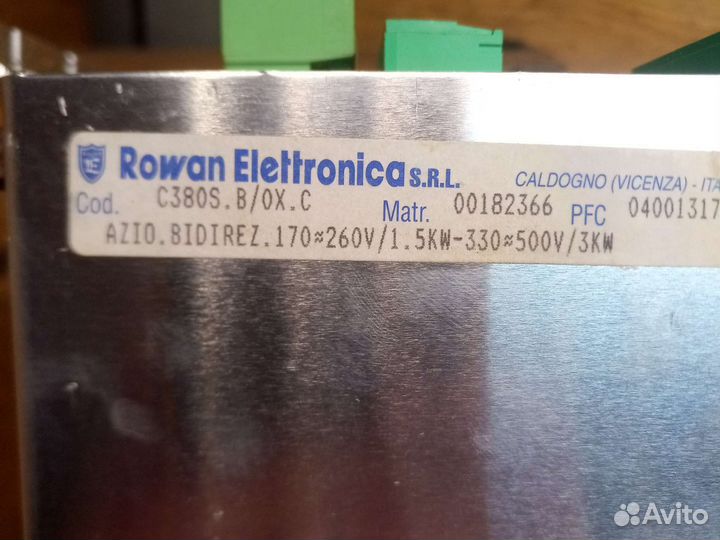 Rowan Elettronica S.R.L. CALDOGNO (VICENZA) - ITA
Cod. C380S.B/0X.C Matr. 00182366 PFC 04001317
AZIO.BIDIREZ.170≈260V/1.5KW-330≈500V/3KW
Avito